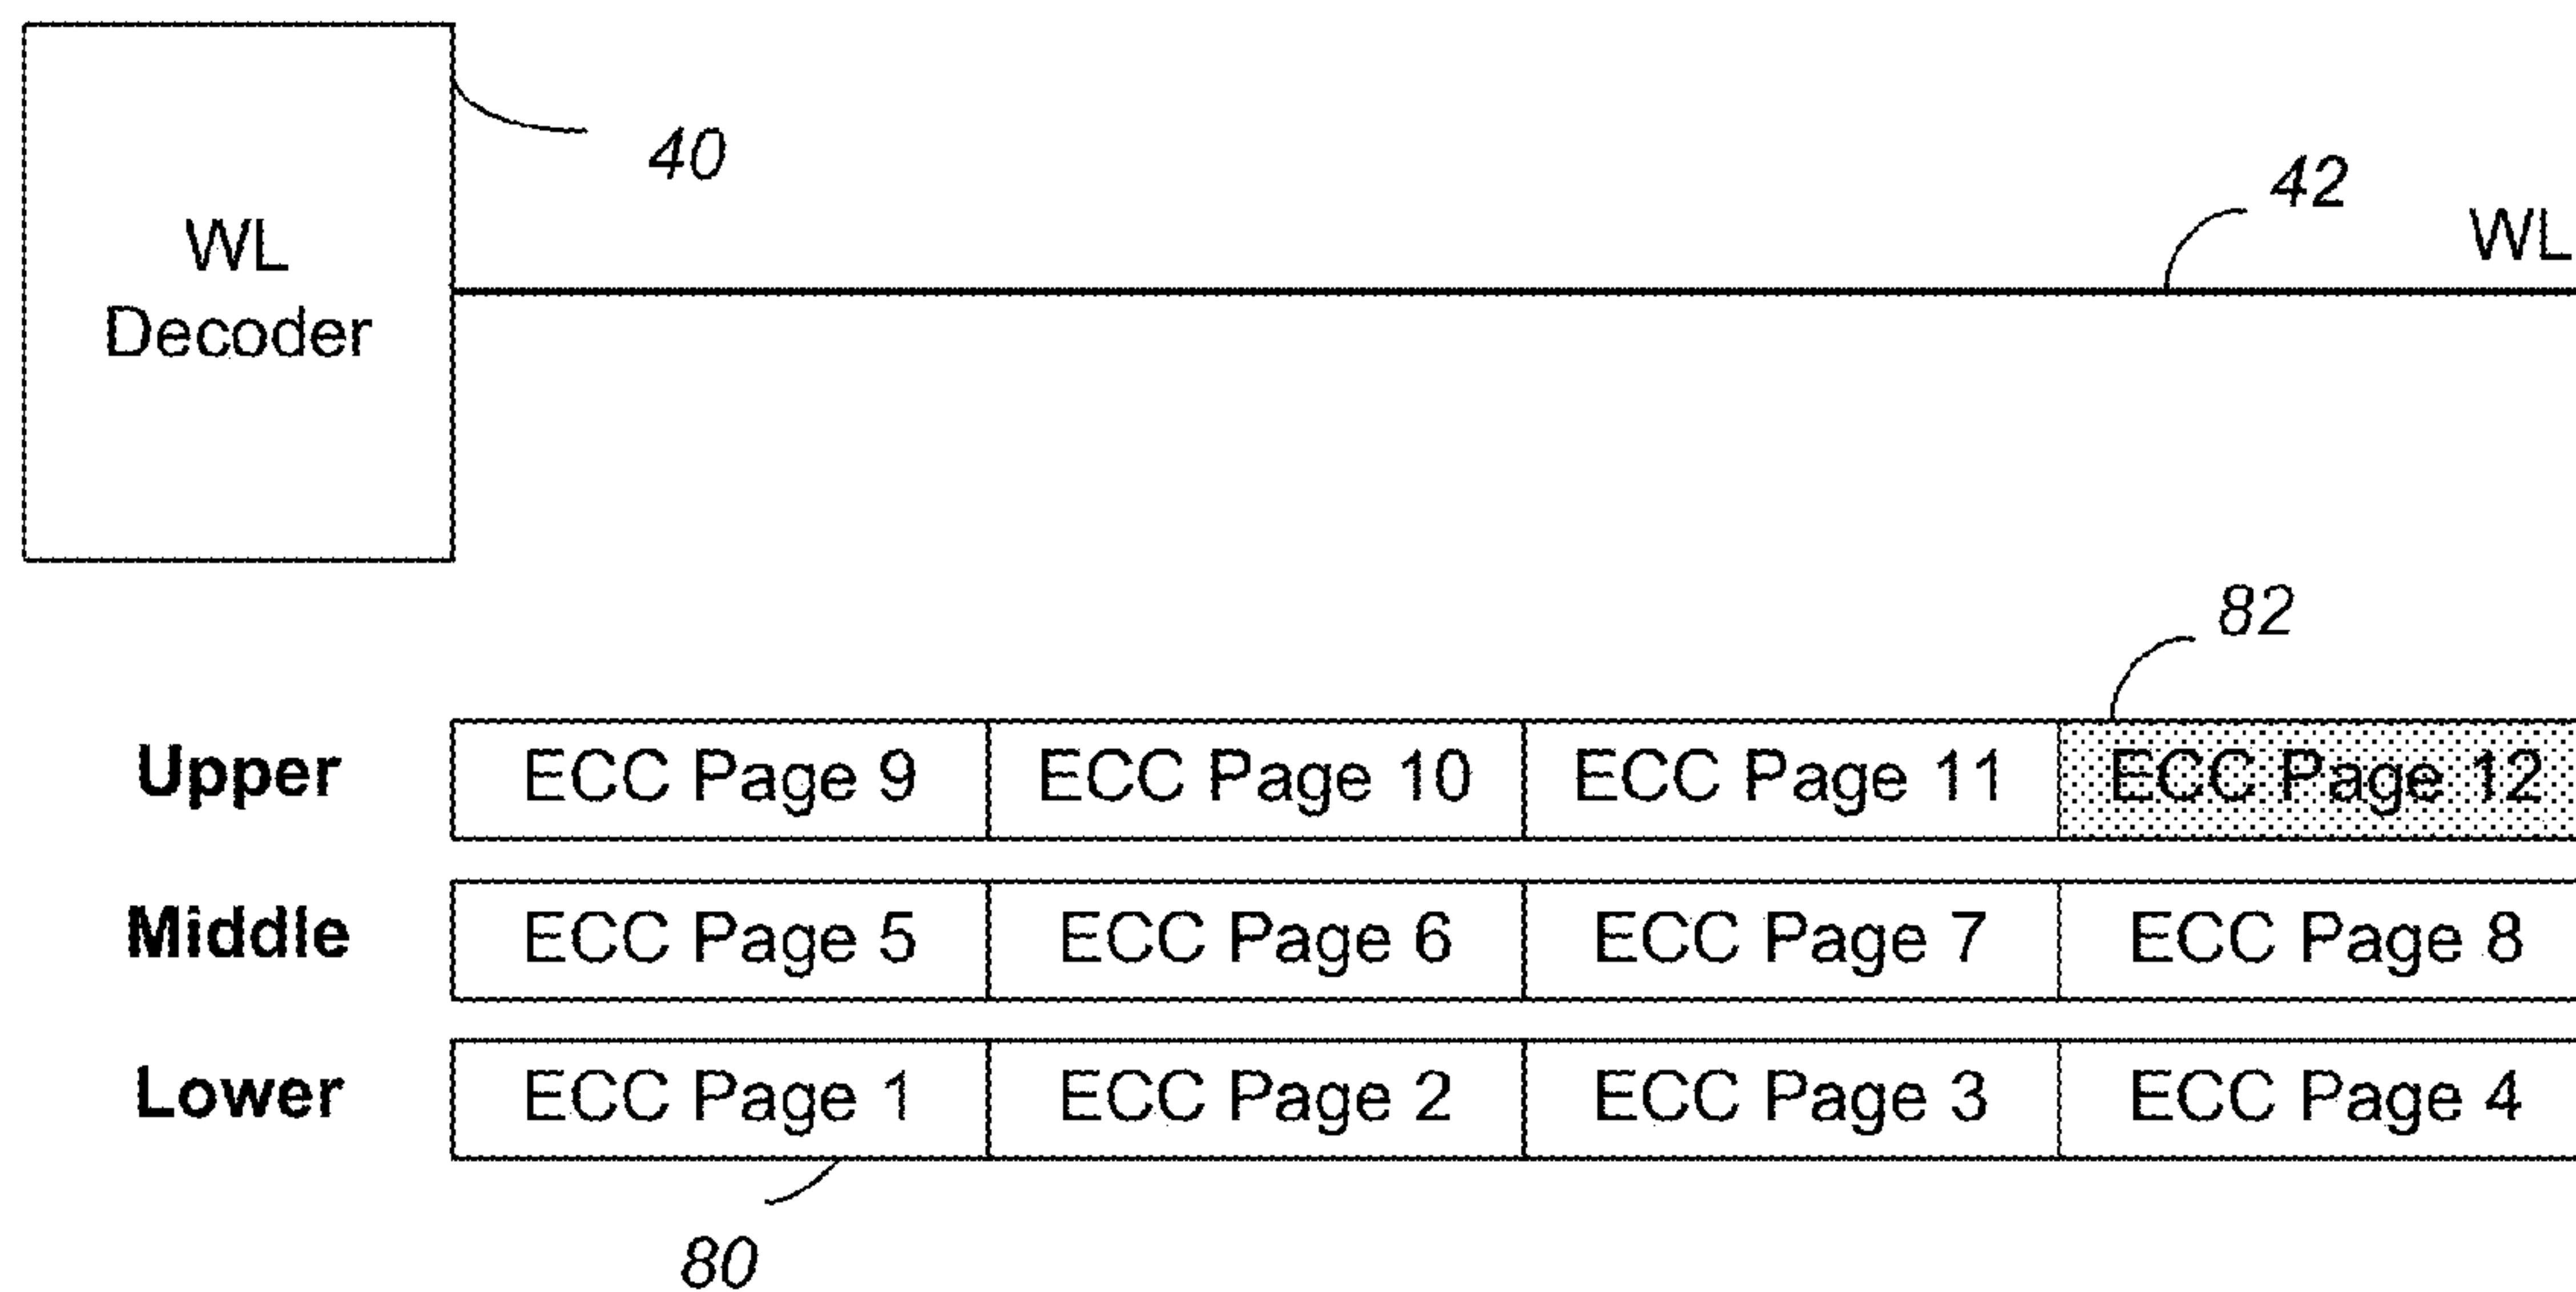 40
42
WL
WL
Decoder
82
Upper ECC Page 9 ECC Page 10 ECC Page 11 ECC Page 12
Middle ECC Page 5 ECC Page 6 ECC Page 7 ECC Page 8
Lower ECC Page 1 ECC Page 2 ECC Page 3 ECC Page 4
80